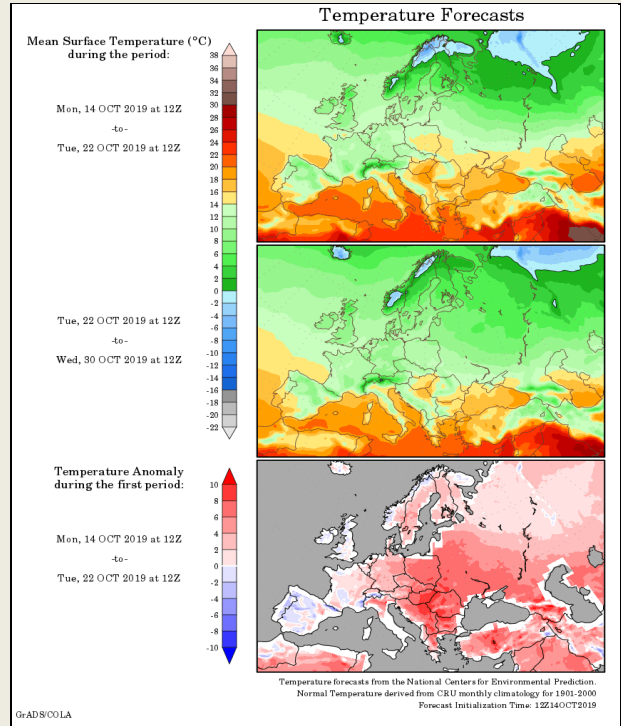 Temperature Forecasts
Mean Surface Temperature (°C)
during the period:
Mon, 14 OCT 2019 at 12Z
-to-
Tue, 22 OCT 2019 at 12Z
38
36
34
32
30
28
26
24
22
20
18
16
14
12
10
8
6
4
2
0
-2
-4
-6
-8
-10
-12
-14
-16
-18
-20
-22
Tue, 22 OCT 2019 at 12Z
-to-
Wed, 30 OCT 2019 at 12Z
Temperature Anomaly
during the first period:
Mon, 14 OCT 2019 at 12Z
-to-
Tue, 22 OCT 2019 at 12Z
10
8
6
4
2
0
-2
-4
-6
-8
-10
Temperature forecasts from the National Centers for Environmental Prediction.
Normal Temperature derived from CRU monthly climatology for 1901-2000
Forecast Initialization Time: 12Z14OCT2019
GrADS/COLA